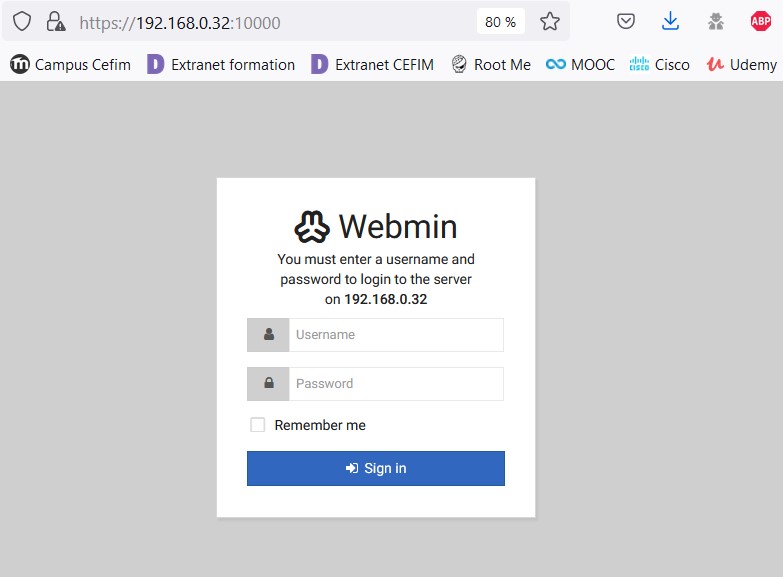 https://192.168.0.32:10000 80 % ABP
Campus Cefim D Extranet formation D Extranet CEFIM Root Me MOOC CISCO Cisco Udemy
Webmin
You must enter a username and
password to login to the server
on 192.168.0.32
Username
Password
Remember me
Sign in